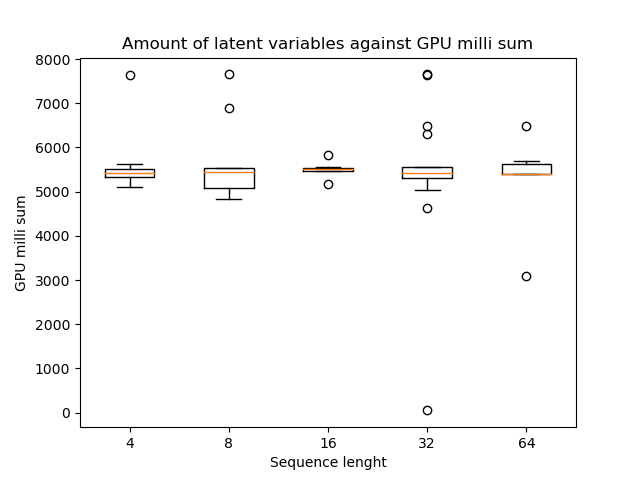 Amount of latent variables against GPU milli sum
8000
7000
6000
5000
4000
3000
2000
1000
0
GPU milli sum
4 8 16 32 64
Sequence lenght